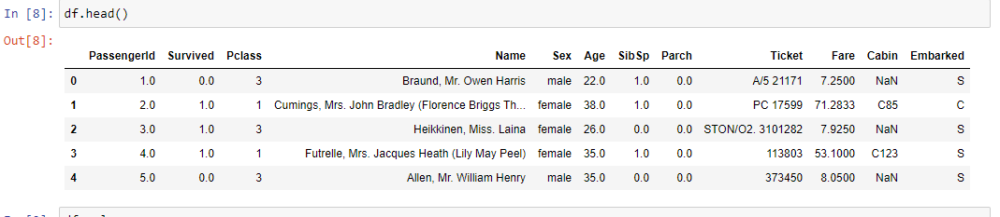 In [8]: df.head()
Out[8]:
PassengerId Survived Pclass Name Sex Age SibSp Parch Ticket Fare Cabin Embarked
0 1.0 0.0 3 Braund, Mr. Owen Harris male 22.0 1.0 0.0 A/5 21171 7.2500 NaN S
1 2.0 1.0 1 Cumings, Mrs. John Bradley (Florence Briggs Th... female 38.0 1.0 0.0 PC 17599 71.2833 C85 C
2 3.0 1.0 3 Heikkinen, Miss. Laina female 26.0 0.0 0.0 STON/O2. 3101282 7.9250 NaN S
3 4.0 1.0 1 Futrelle, Mrs. Jacques Heath (Lily May Peel) female 35.0 1.0 0.0 113803 53.1000 C123 S
4 5.0 0.0 3 Allen, Mr. William Henry male 35.0 0.0 0.0 373450 8.0500 NaN S